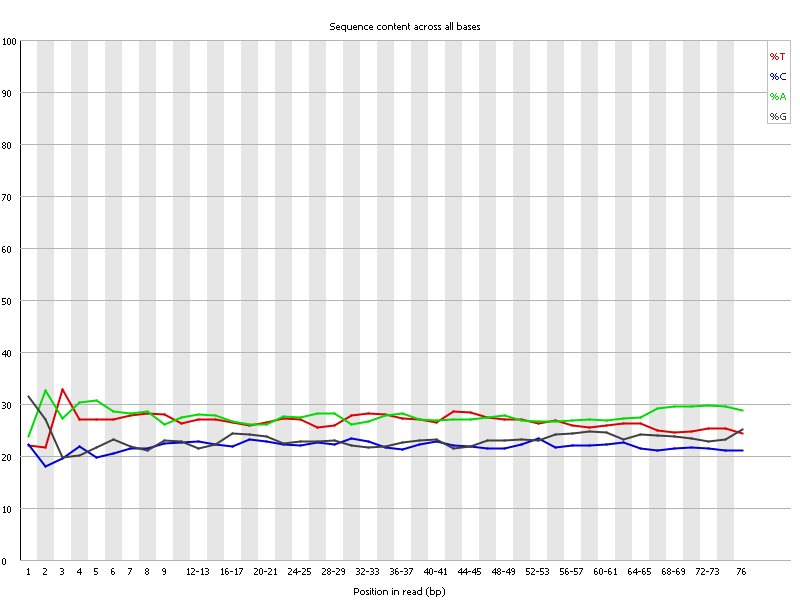 Sequence content across all bases
100
90
80
70
60
50
40
30
20
10
0
%T
%C
%A
%G
1 2 3 4 5 6 7 8 9 12-13 16-17 20-21 24-25 28-29 32-33 36-37 40-41 44-45 48-49 52-53 56-57 60-61 64-65 68-69 72-73 76
Position in read (bp)